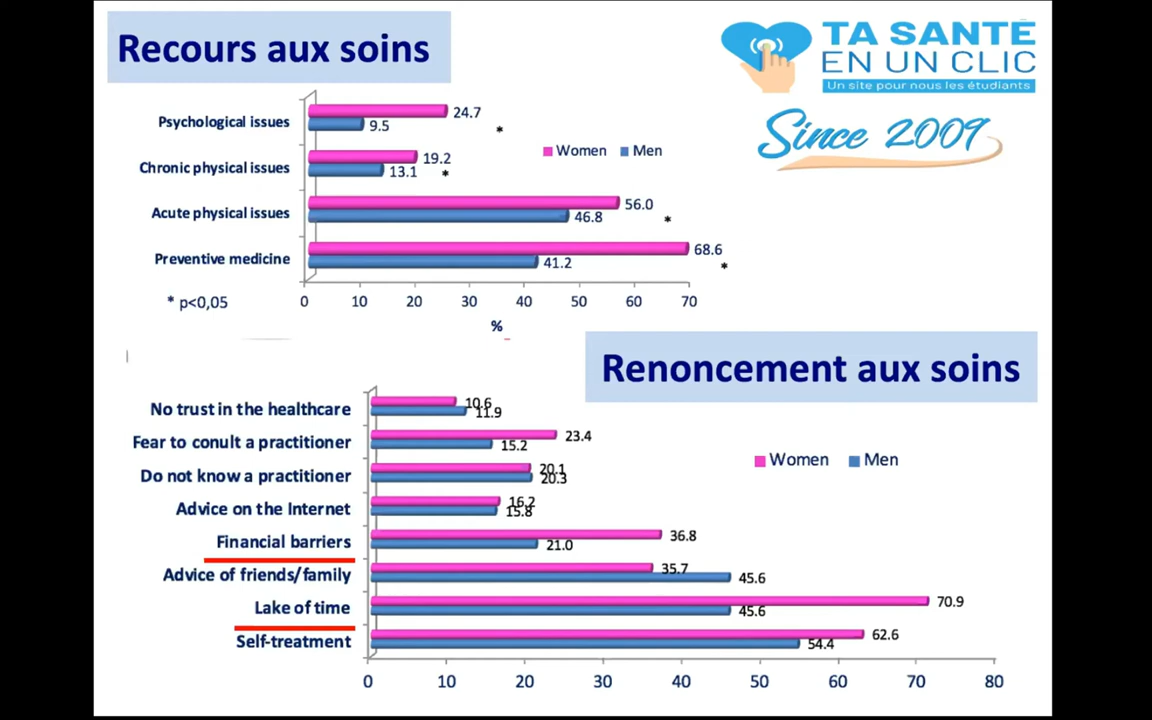 Recours aux soins
TA SANTÉ
EN UN CLIC
Un site pour nous les étudiants
Since 2009
Psychological issues
24.7
9.5
*
Women
Men
Chronic physical issues
19.2
13.1
*
Acute physical issues
56.0
46.8
*
Preventive medicine
68.6
41.2
*
* p<0,05
0 10 20 30 40 50 60 70
%
Renoncement aux soins
No trust in the healthcare
10.6
11.9
Fear to conult a practitioner
23.4
15.2
Women
Men
Do not know a practitioner
20.1
20.3
Advice on the Internet
16.2
15.8
Financial barriers
36.8
21.0
Advice of friends/family
35.7
45.6
Lake of time
70.9
45.6
Self-treatment
62.6
54.4
0 10 20 30 40 50 60 70 80